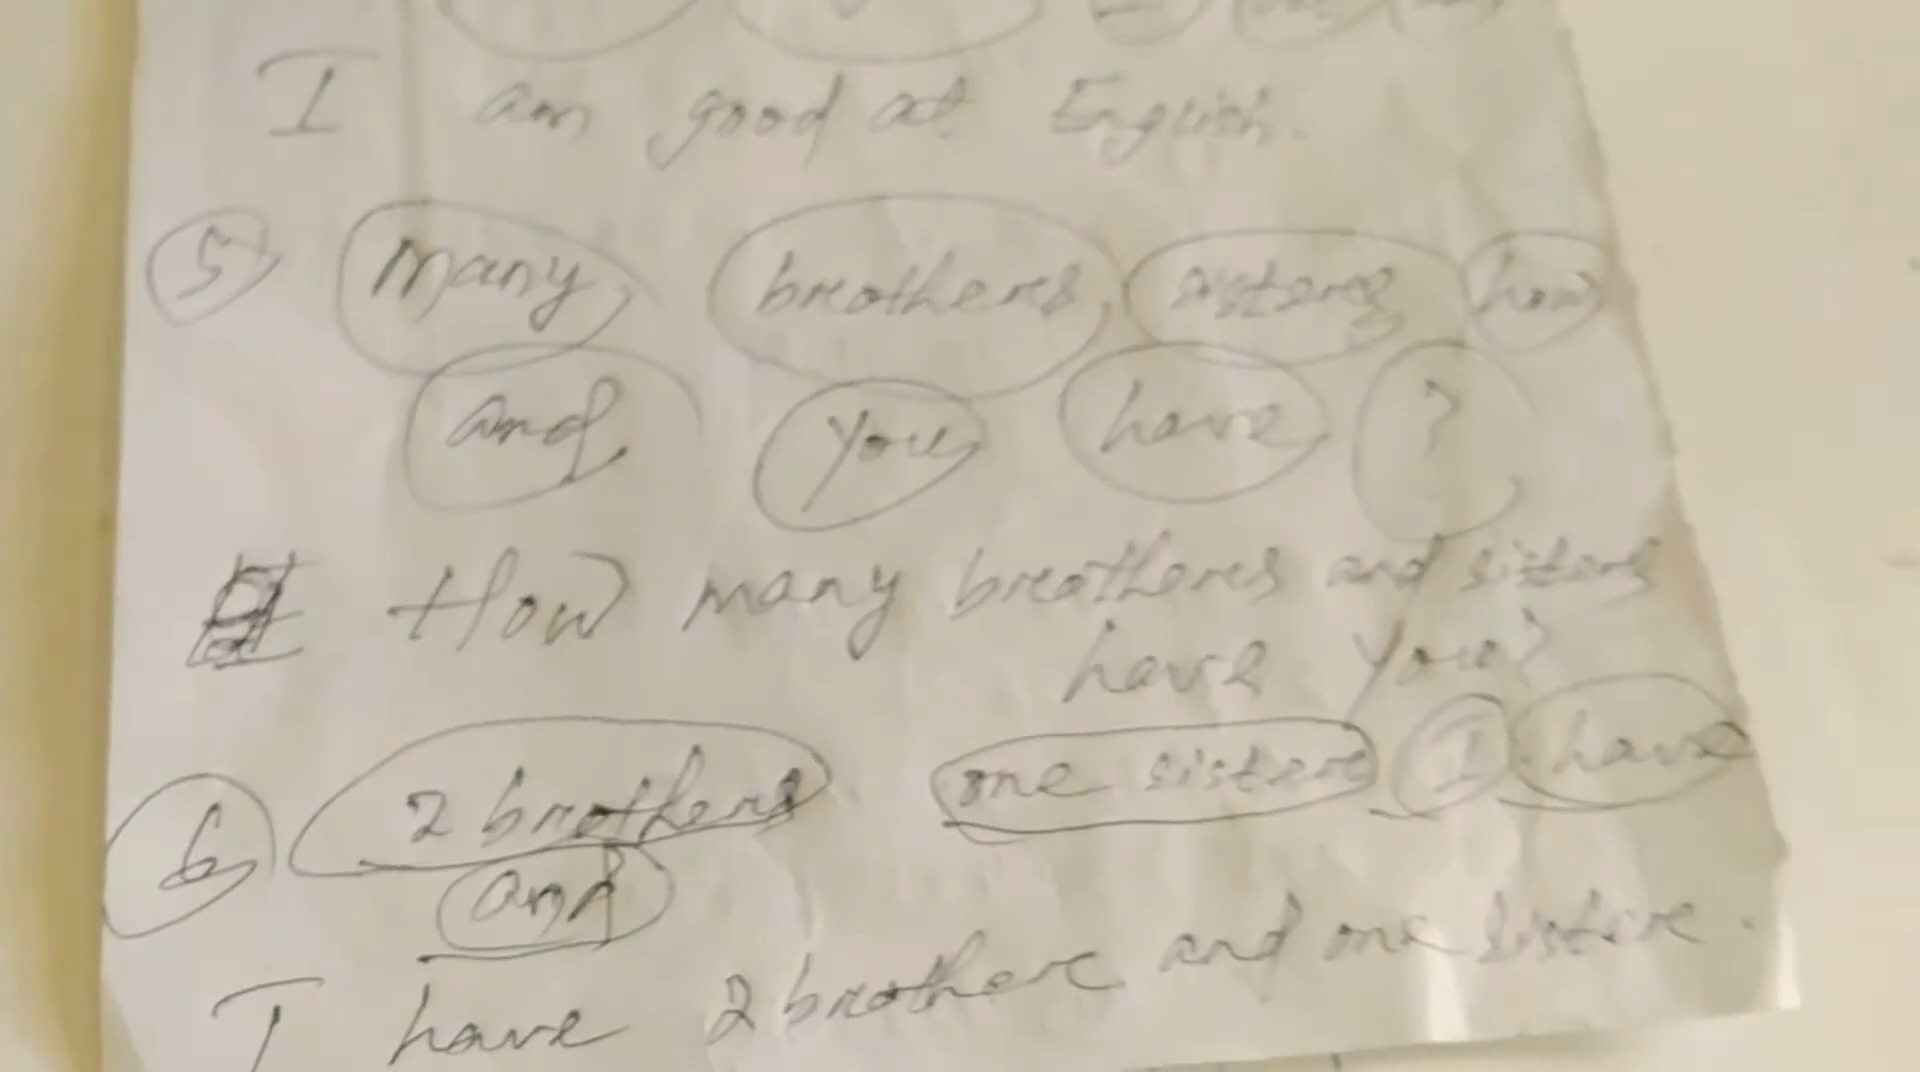 I am good at English.
5 many, brothers, sisters, how
and, you, have, ?
How many brothers and sisters
have you?
6 2 brothers one sister I have
and
I have 2 brother and one sister.